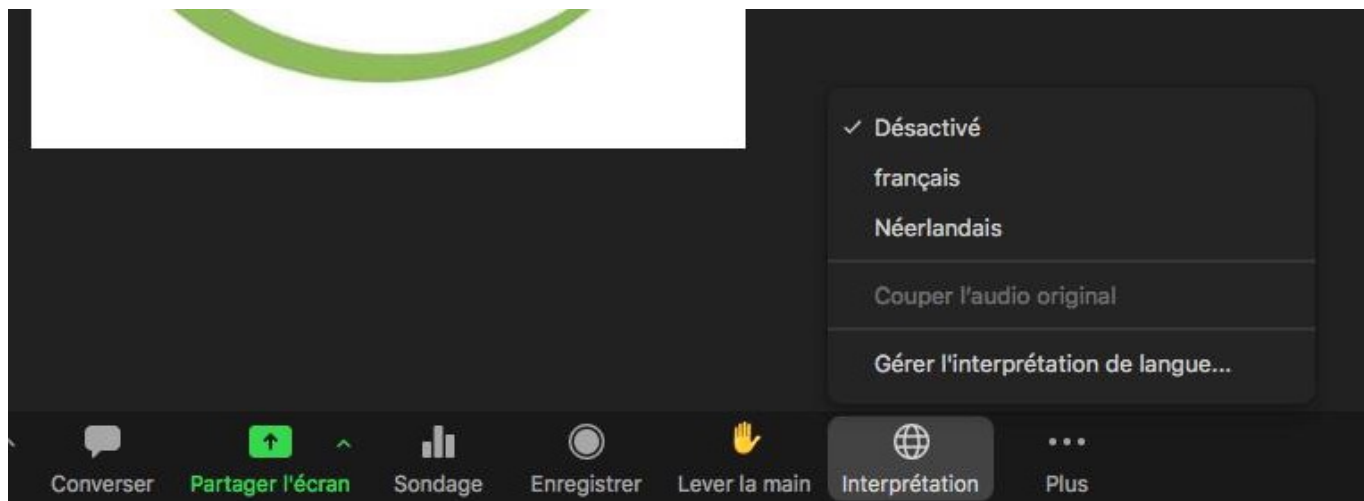 Désactivé
français
Néerlandais
Couper l'audio original
Gérer l'interprétation de langue...
Converser
Partager l'écran
Sondage
Enregistrer
Lever la main
Interprétation
Plus